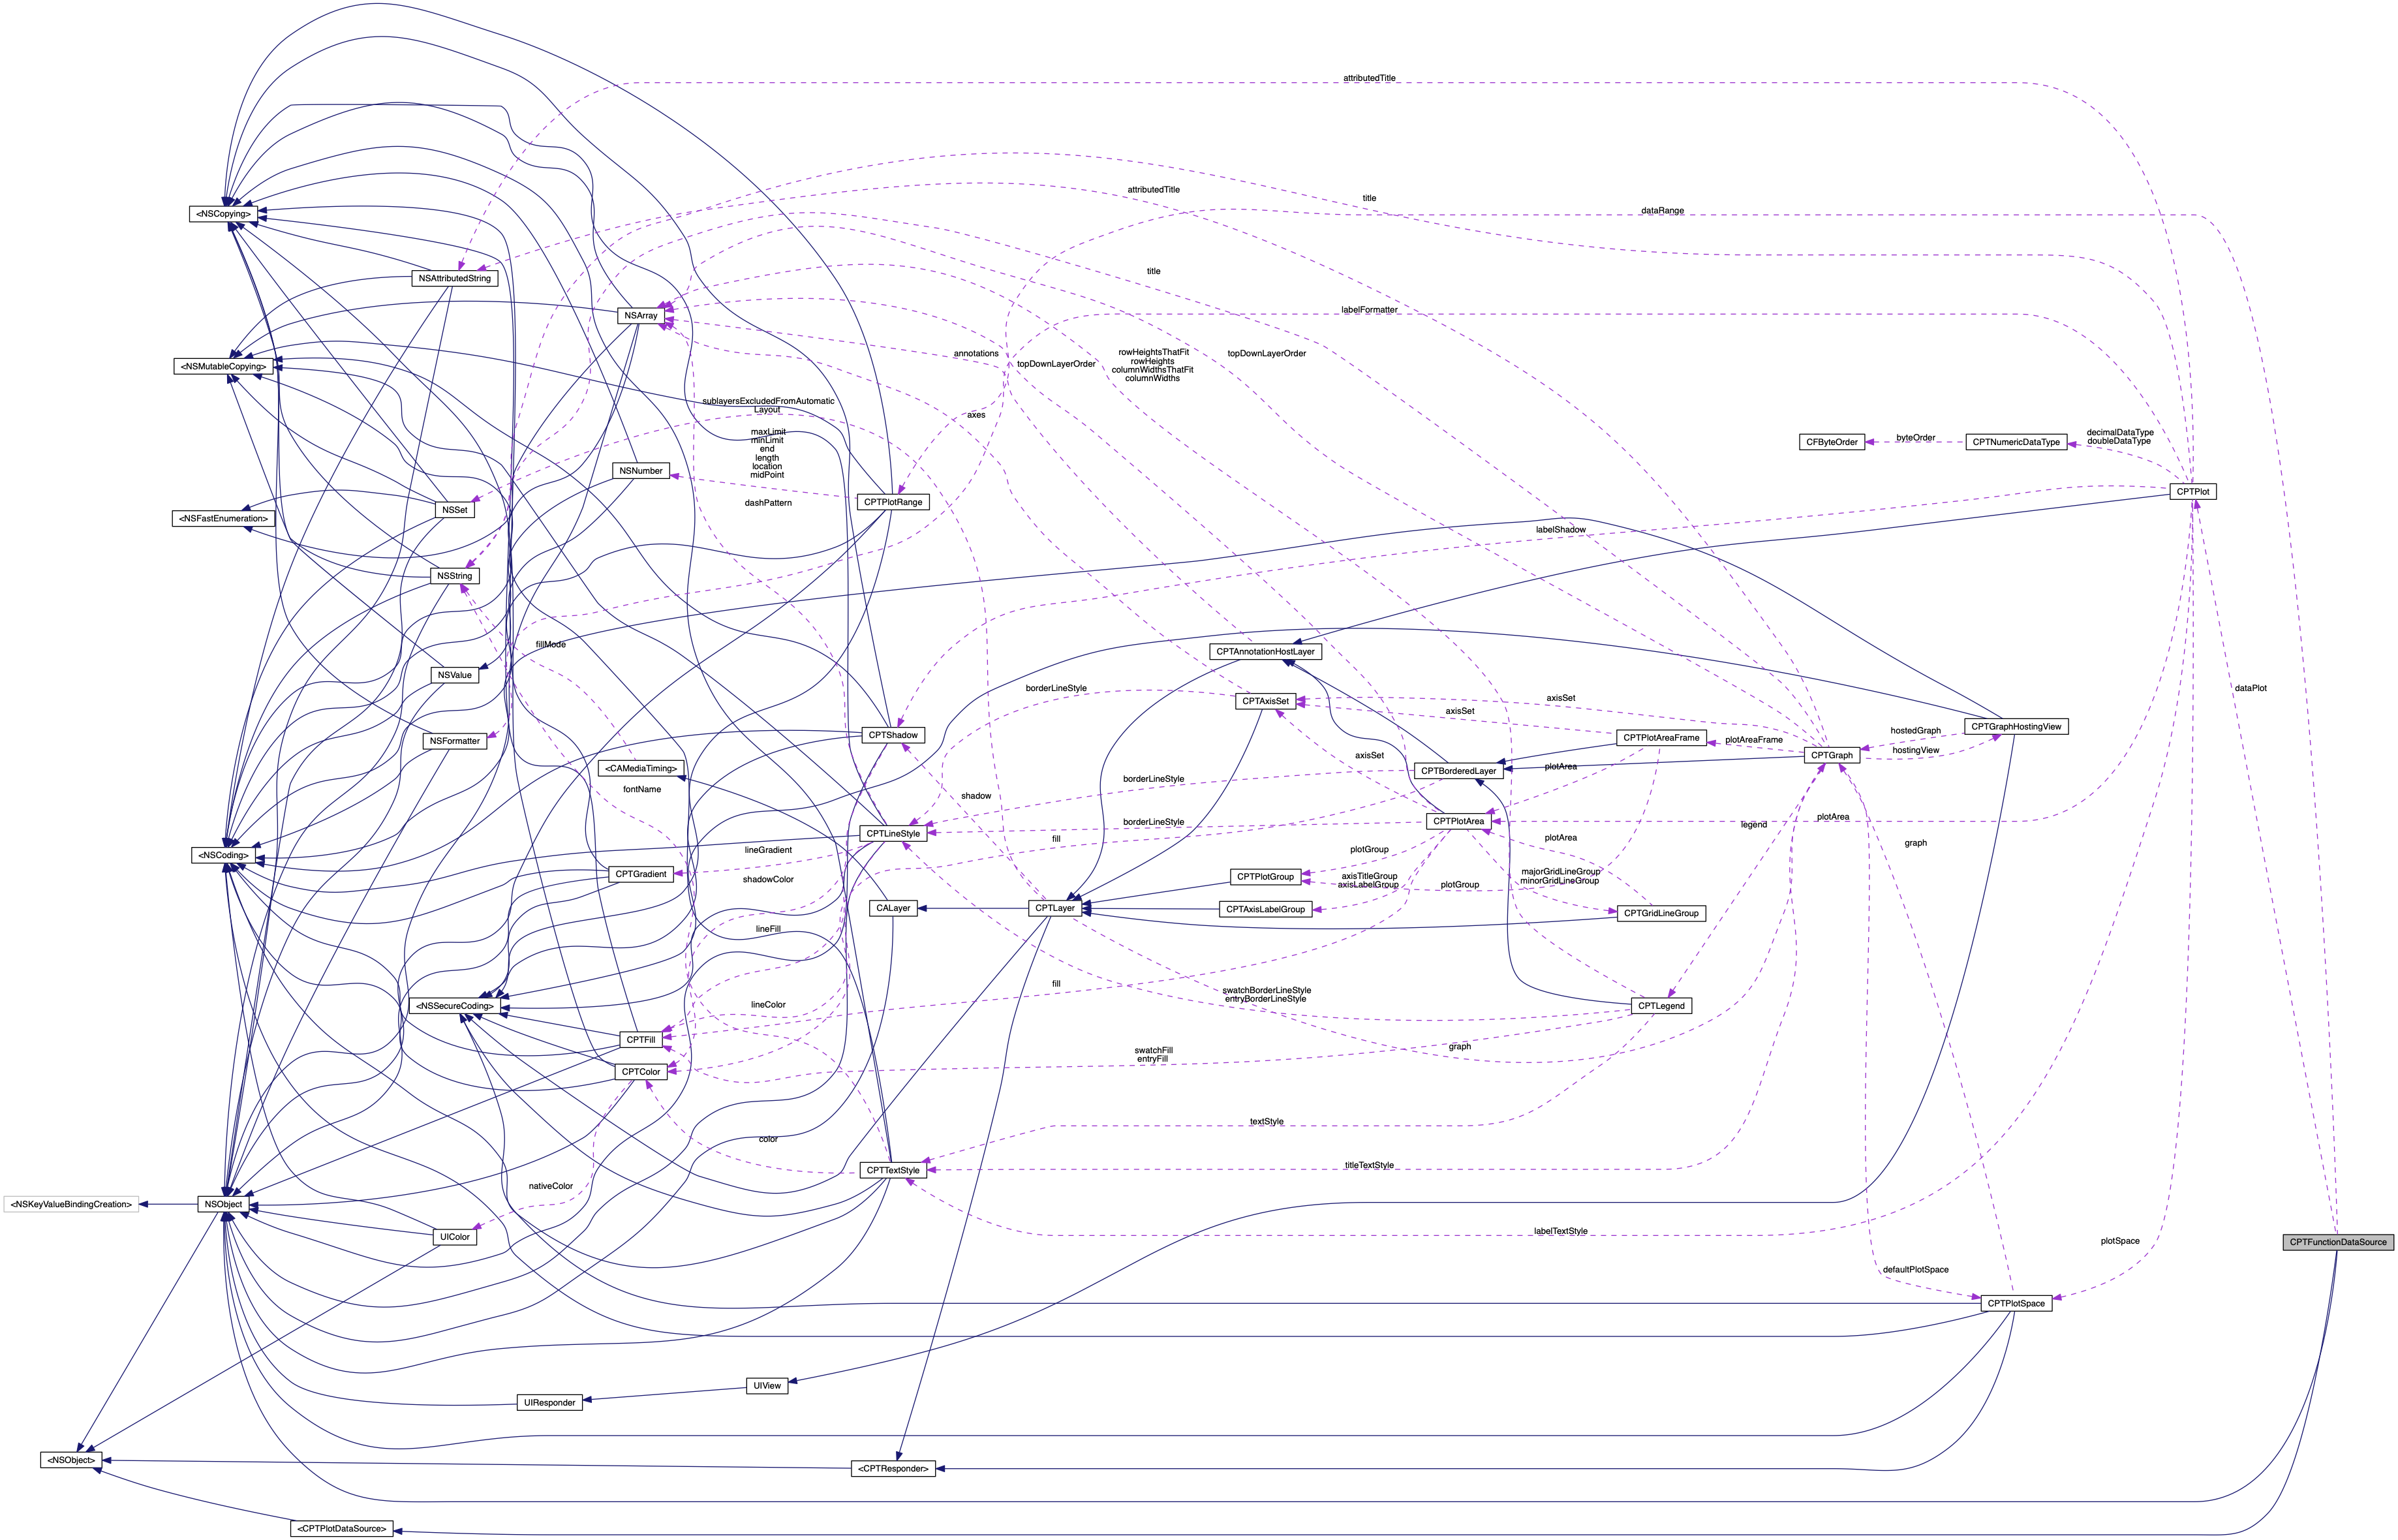 attributedTitle
attributedTitle
title
dataRange
<NSCopying>
title
NSAttributedString
labelFormatter
NSArray
annotations
rowHeightsThatFit
rowHeights
columnWidthsThatFit
columnWidths
topDownLayerOrder
topDownLayerOrder
<NSMutableCopying>
sublayersExcludedFromAutomatic
Layout
axes
maxLimit
minLimit
end
length
location
midPoint
decimalDataType
doubleDataType
CFByteOrder
byteOrder
CPTNumericDataType
NSNumber
CPTPlotRange
CPTPlot
dashPattern
NSSet
<NSFastEnumeration>
labelShadow
NSString
fillMode
CPTAnnotationHostLayer
NSValue
borderLineStyle
CPTAxisSet
axisSet
axisSet
dataPlot
CPTGraphHostingView
hostedGraph
CPTShadow
NSFormatter
CPTPlotAreaFrame
plotAreaFrame
hostingView
CPTGraph
axisSet
<CAMediaTiming>
CPTBorderedLayer
plotArea
borderLineStyle
fontName
shadow
borderLineStyle
CPTPlotArea
plotArea
legend
CPTLineStyle
fill
plotArea
graph
<NSCoding>
lineGradient
plotGroup
CPTGradient
shadowColor
CPTPlotGroup
axisTitleGroup
axisLabelGroup
plotGroup
majorGridLineGroup
minorGridLineGroup
CALayer
CPTLayer
CPTAxisLabelGroup
CPTGridLineGroup
lineFill
fill
swatchBorderLineStyle
entryBorderLineStyle
<NSSecureCoding>
lineColor
CPTLegend
CPTFill
swatchFill
entryFill
graph
CPTColor
textStyle
color
CPTTextStyle
titleTextStyle
nativeColor
<NSKeyValueBindingCreation>
NSObject
labelTextStyle
UIColor
plotSpace
CPTFunctionDataSource
defaultPlotSpace
CPTPlotSpace
UIView
UIResponder
<NSObject>
<CPTResponder>
<CPTPlotDataSource>